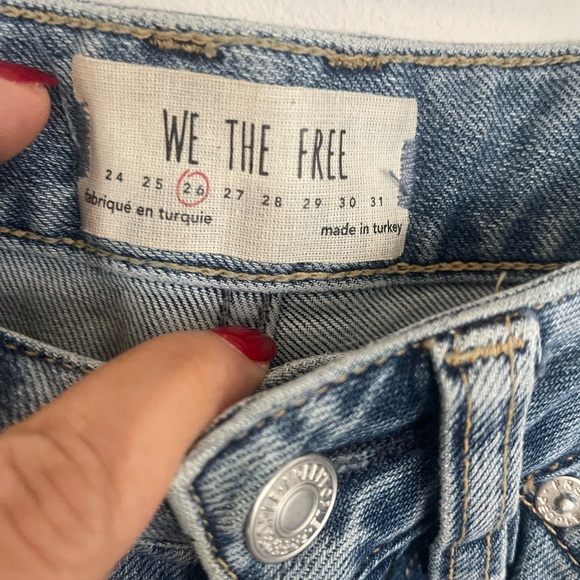 WE THE FREE
24 25 26 27 28 29 30 31
fabriqué en turquie
made in turkey